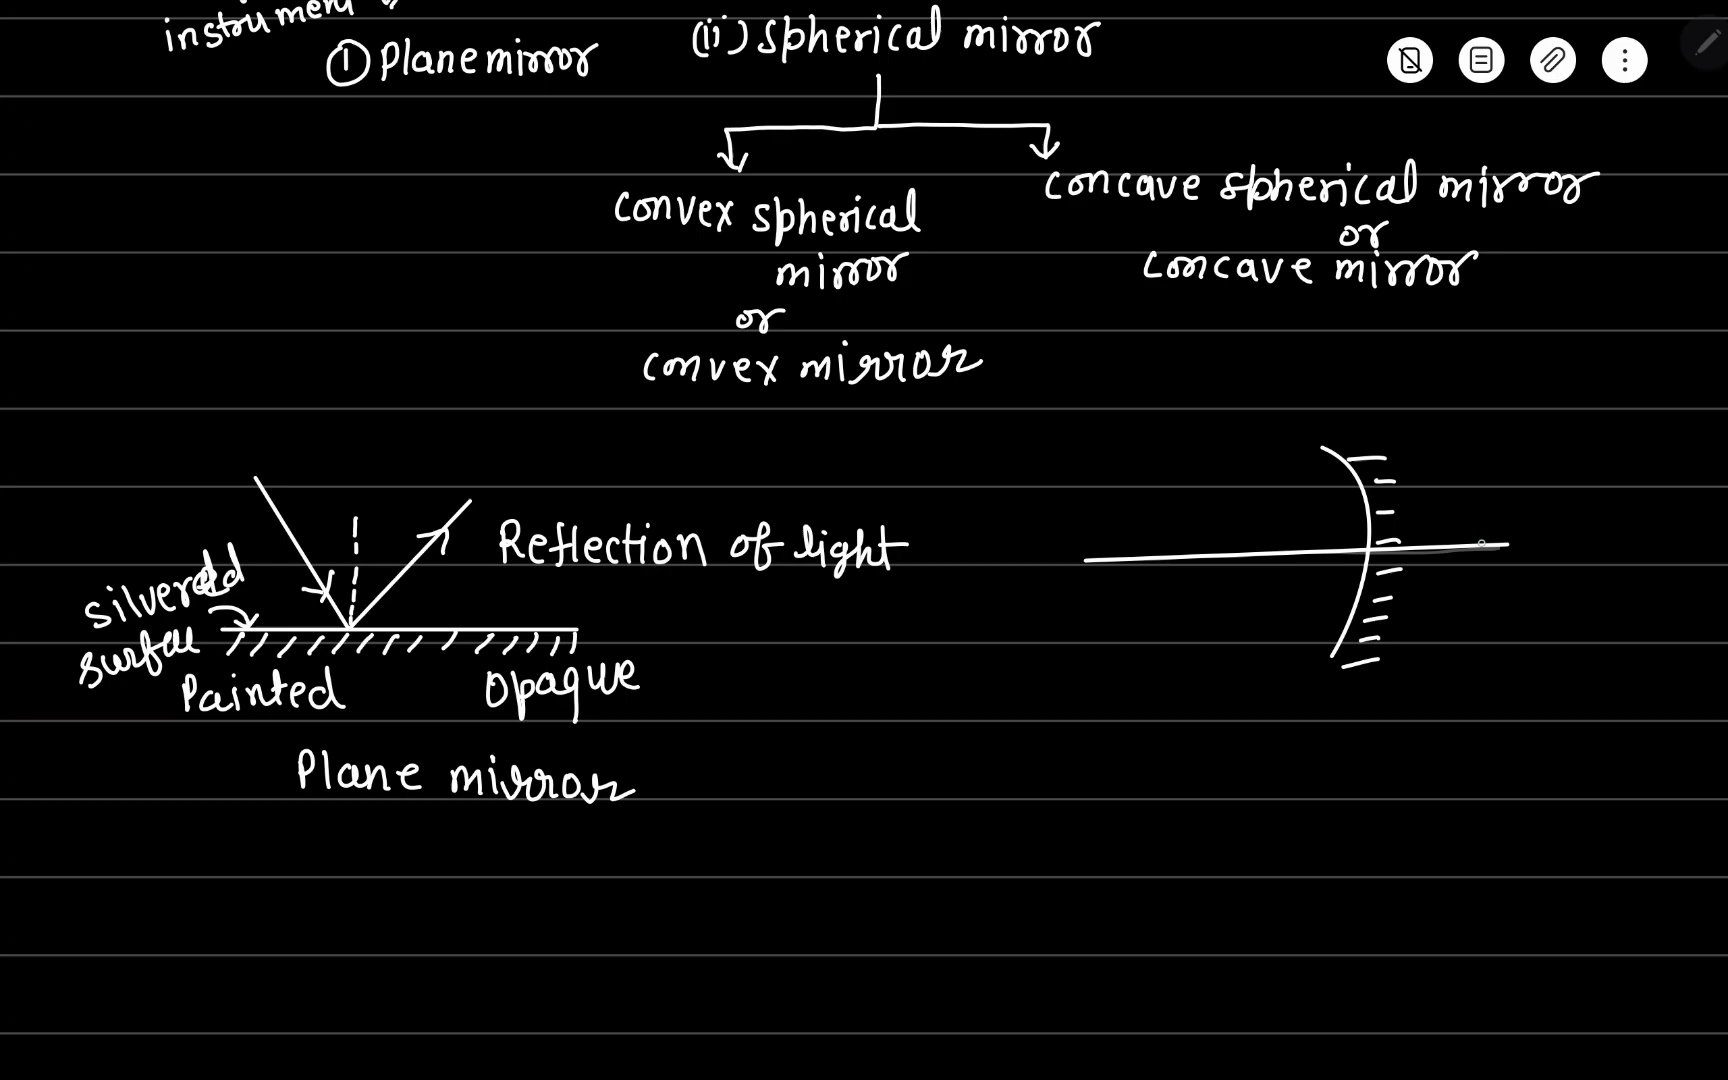 instrument
① Plane mirror
(ii) spherical mirror
convex spherical
mirror
or
convex mirror
concave spherical mirror
or
concave mirror
Reflection of light
silvered
surface
Painted
Opaque
Plane mirror